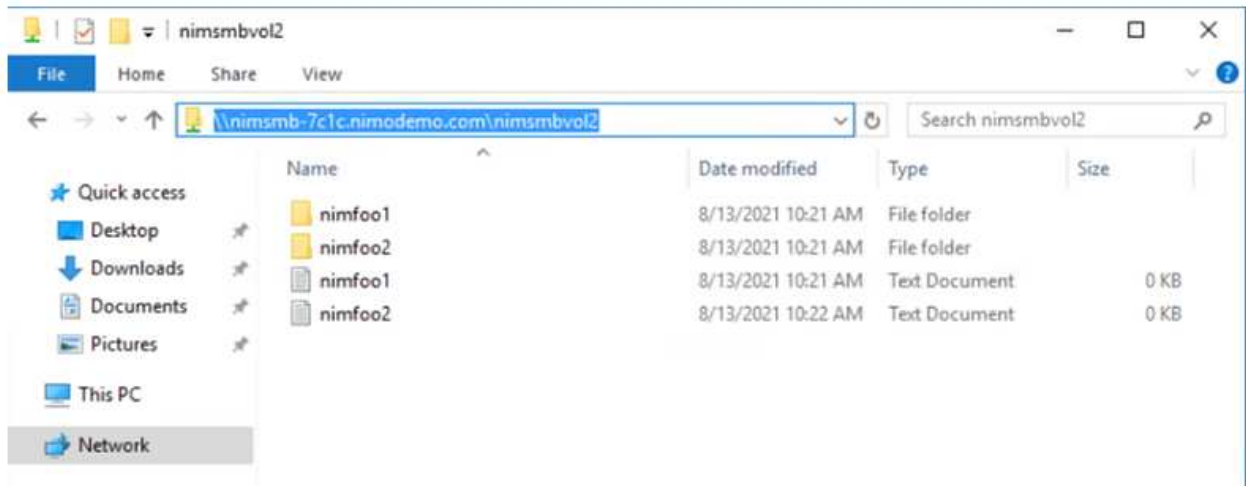 nimsmbvol2
File Home Share View
\\nimsmb-7c1c.nimodemo.com\nimsmbvol2 Search nimsmbvol2
Name Date modified Type Size
Quick access
Desktop
Downloads
Documents
Pictures
This PC
Network
nimfoo1 8/13/2021 10:21 AM File folder
nimfoo2 8/13/2021 10:21 AM File folder
nimfoo1 8/13/2021 10:21 AM Text Document 0 KB
nimfoo2 8/13/2021 10:22 AM Text Document 0 KB